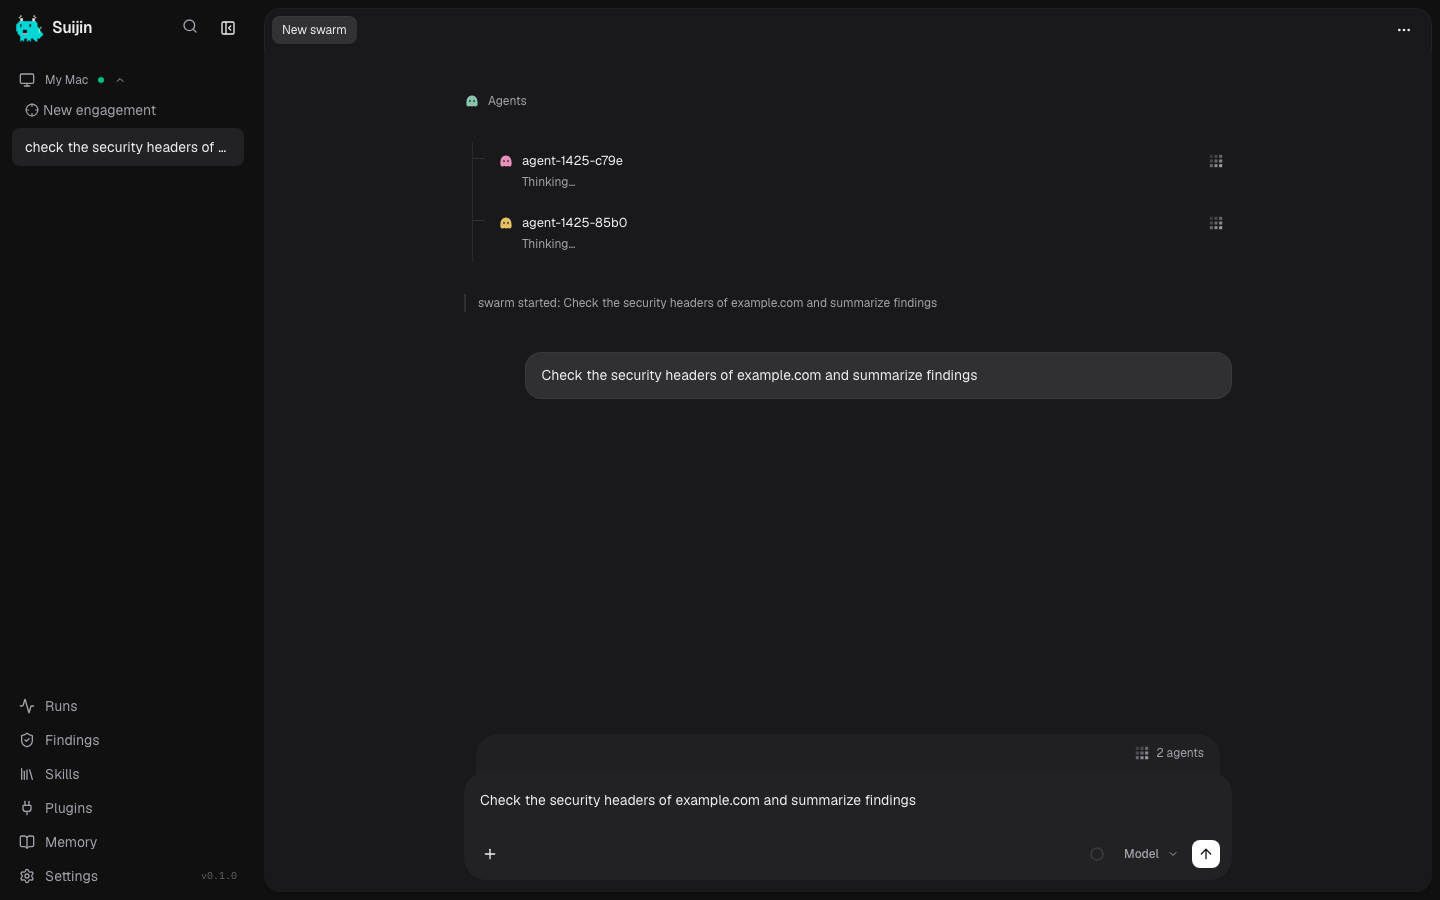 Suijin
My Mac
New engagement
check the security headers of ...
Runs
Findings
Skills
Plugins
Memory
Settings
v0.1.0
New swarm
Agents
agent-1425-c79e
Thinking...
agent-1425-85b0
Thinking...
swarm started: Check the security headers of example.com and summarize findings
Check the security headers of example.com and summarize findings
2 agents
Check the security headers of example.com and summarize findings
Model